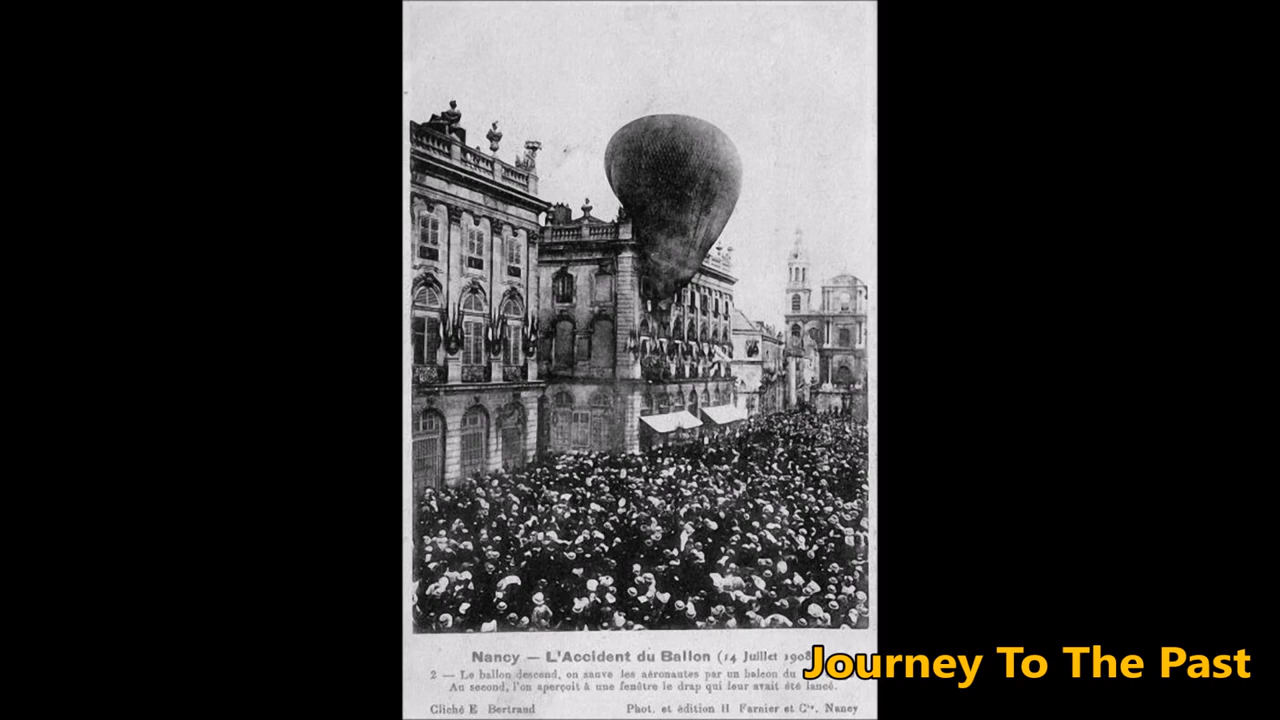 Nancy — L'Accident du Ballon (14 Juillet 1908
2 — Le ballon descend, on sauve les aéronautes par un balcon du
Au second, l'on aperçoit à une fenêtre le drap qui leur avait été lancé.
Cliché E Bertrand Phot. et édition H Farnier et Cie. Nancy
Journey To The Past